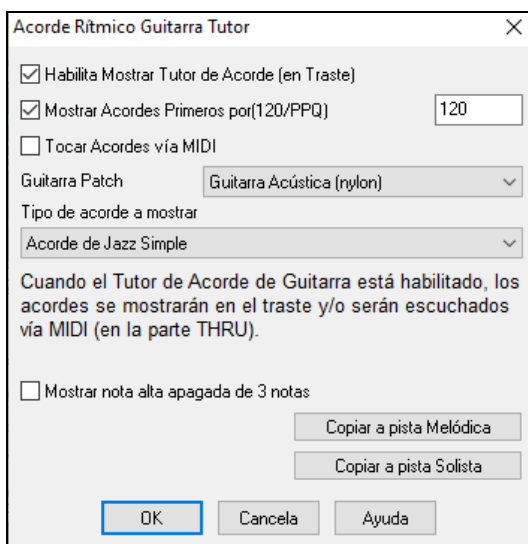 Acorde Rítmico Guitarra Tutor
Habilita Mostrar Tutor de Acorde (en Traste)
Mostrar Acordes Primeros por(120/PPQ) 120
Tocar Acordes vía MIDI
Guitarra Patch Guitarra Acústica (nylon)
Tipo de acorde a mostrar
Acorde de Jazz Simple
Cuando el Tutor de Acorde de Guitarra está habilitado, los
acordes se mostrarán en el traste y/o serán escuchados
vía MIDI (en la parte THRU).
Mostrar nota alta apagada de 3 notas
Copiar a pista Melódica
Copiar a pista Solista
OK Cancela Ayuda